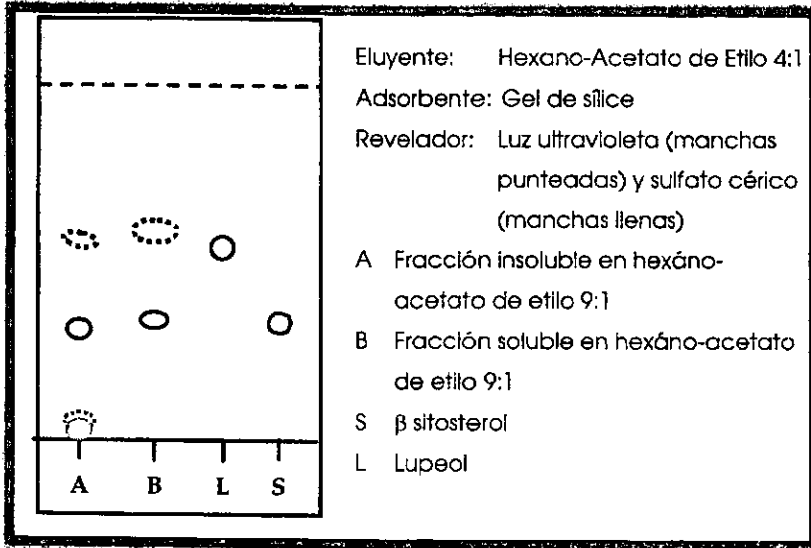 Eluyente: Hexano-Acetato de Etilo 4:1
Adsorbente: Gel de sílice
Revelador: Luz ultravioleta (manchas
punteadas) y sulfato cérico
(manchas llenas)
A Fracción insoluble en hexáno-
acetato de etilo 9:1
B Fracción soluble en hexáno-acetato
de etilo 9:1
S β sitosterol
L Lupeol
A B L S